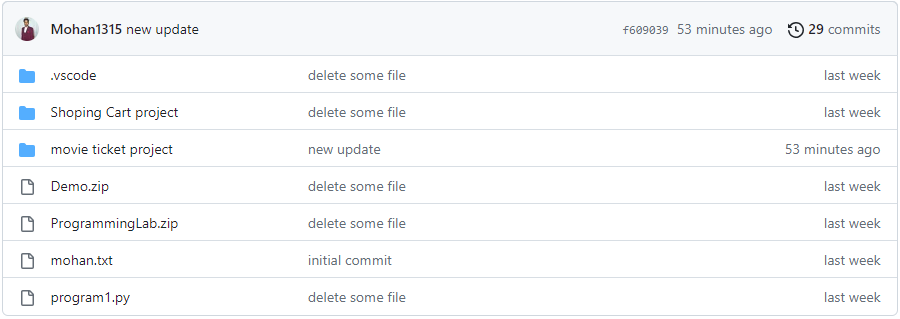 Mohan1315 new update f609039 53 minutes ago 29 commits
.vscode delete some file last week
Shoping Cart project delete some file last week
movie ticket project new update 53 minutes ago
Demo.zip delete some file last week
ProgrammingLab.zip delete some file last week
mohan.txt initial commit last week
program1.py delete some file last week